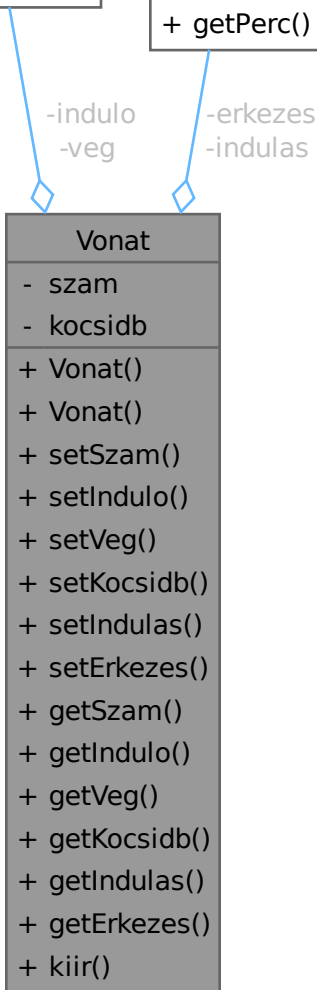 + getPerc()
-indulo
-veg
-erkezes
-indulas
Vonat
- szam
- kocsidb
+ Vonat()
+ Vonat()
+ setSzam()
+ setIndulo()
+ setVeg()
+ setKocsidb()
+ setIndulas()
+ setErkezes()
+ getSzam()
+ getIndulo()
+ getVeg()
+ getKocsidb()
+ getIndulas()
+ getErkezes()
+ kiir()